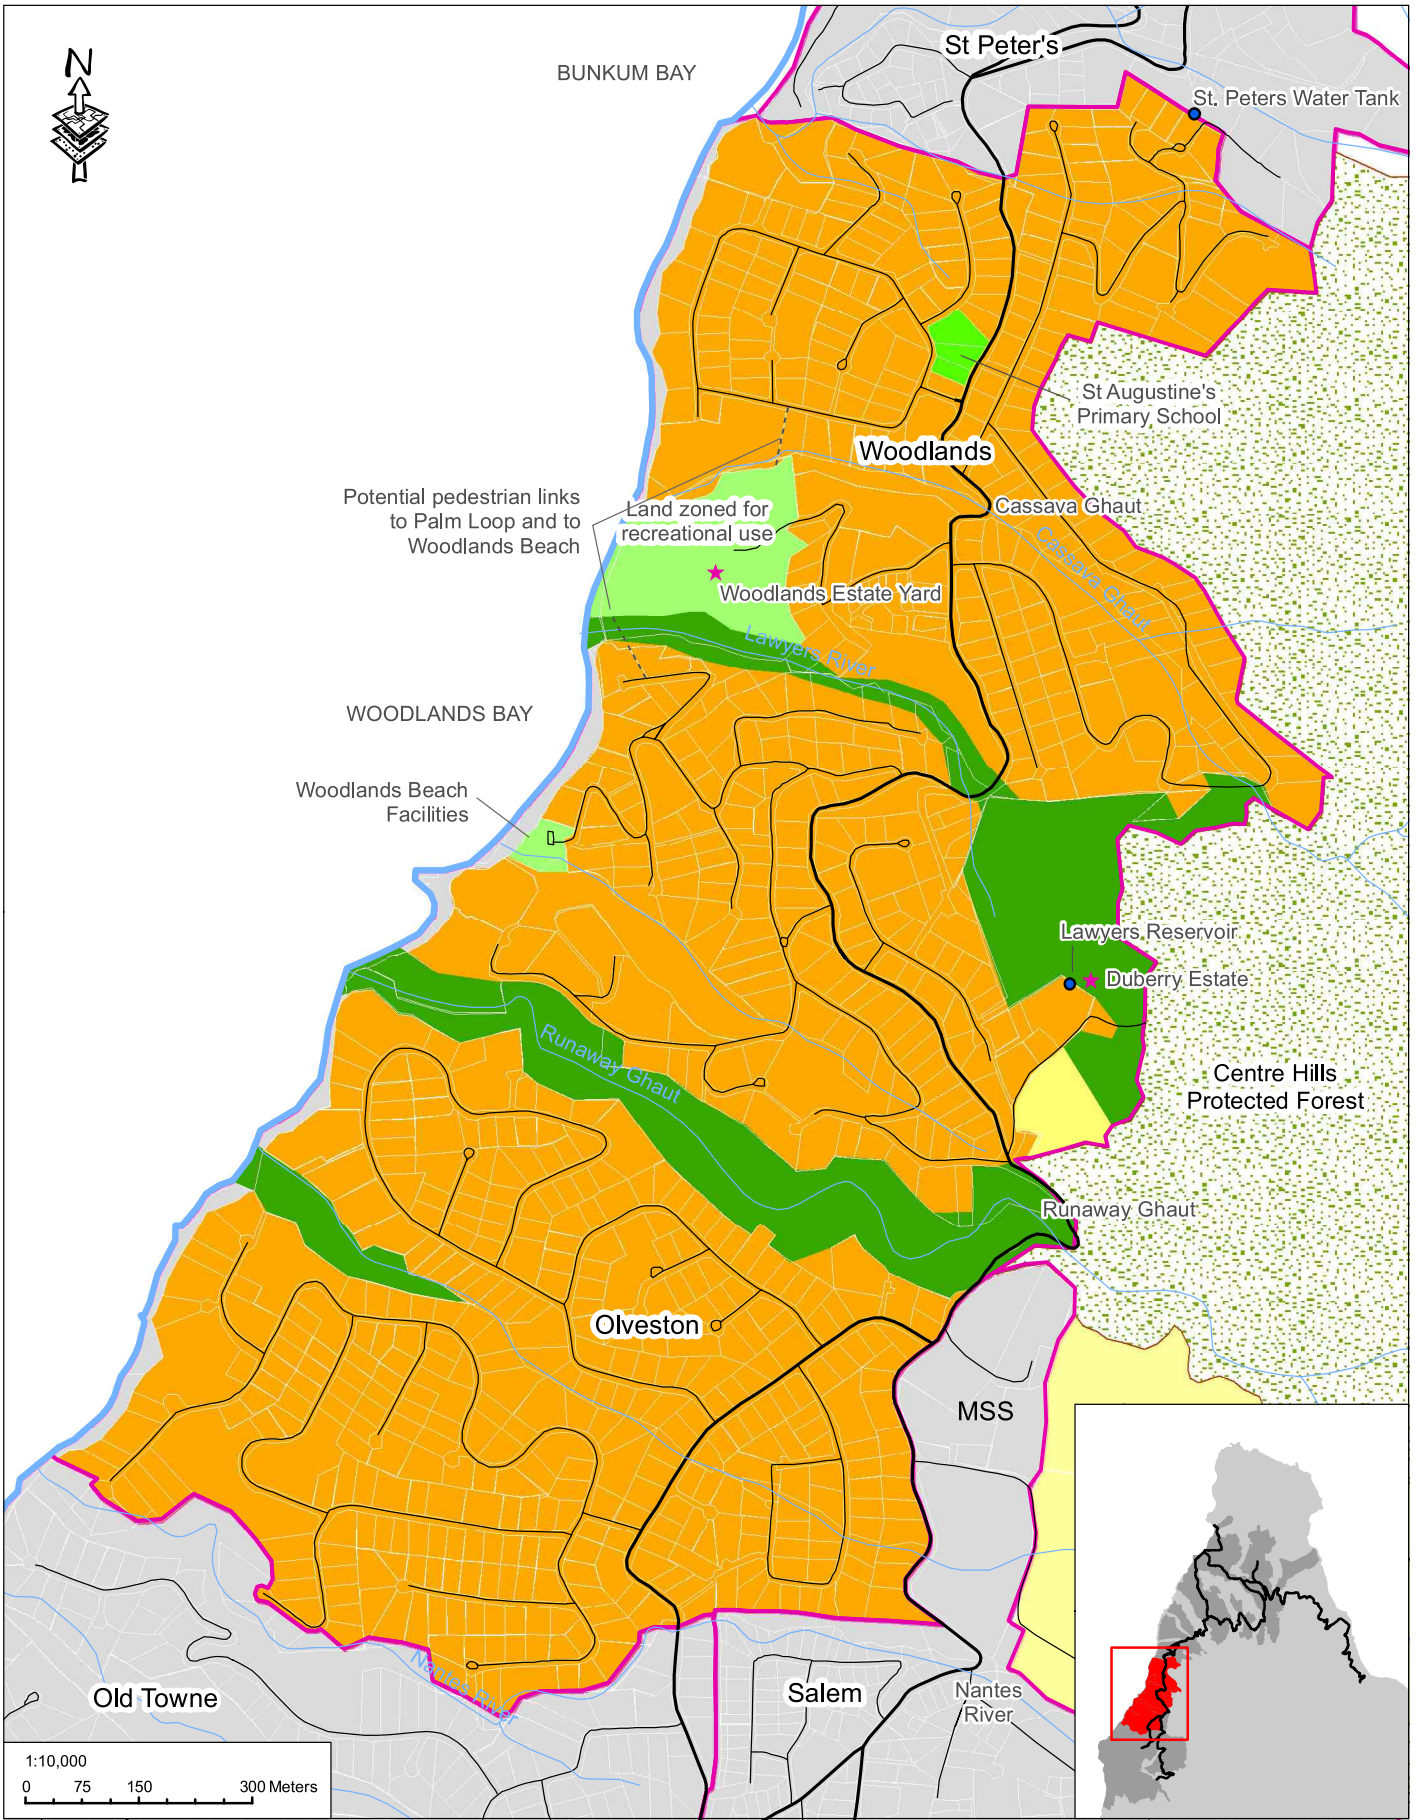 N
St Peter's
BUNKUM BAY
St. Peters Water Tank
St Augustine's
Primary School
Woodlands
Potential pedestrian links
to Palm Loop and to
Woodlands Beach
Land zoned for
recreational use
Cassava Ghaut
Cassava Ghaut
Woodlands Estate Yard
Lawyers River
WOODLANDS BAY
Woodlands Beach
Facilities
Lawyers Reservoir
Duberry Estate
Runaway Ghaut
Centre Hills
Protected Forest
Runaway Ghaut
Olveston
MSS
Nantes River
Old Towne
Salem
Nantes
River
1:10,000
0 75 150 300 Meters